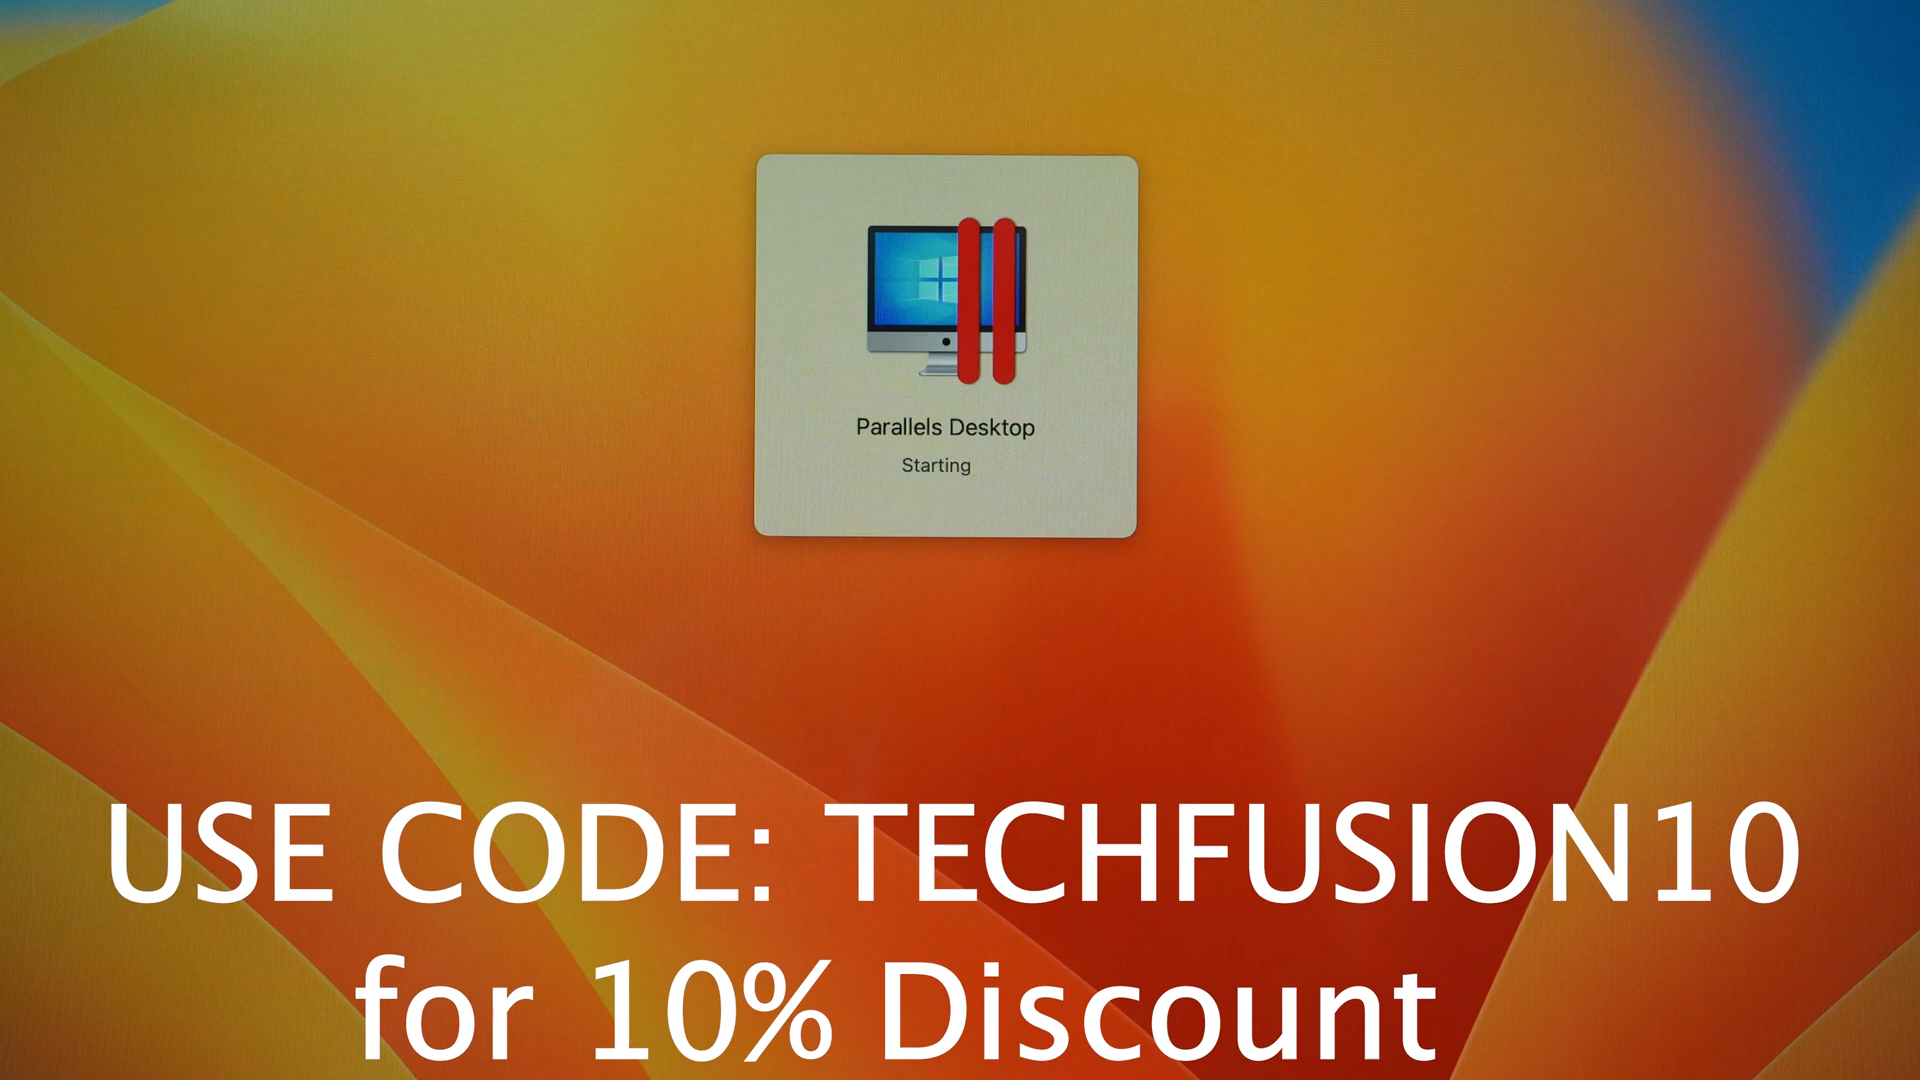 Parallels Desktop
Starting
USE CODE: TECHFUSION10
for 10% Discount